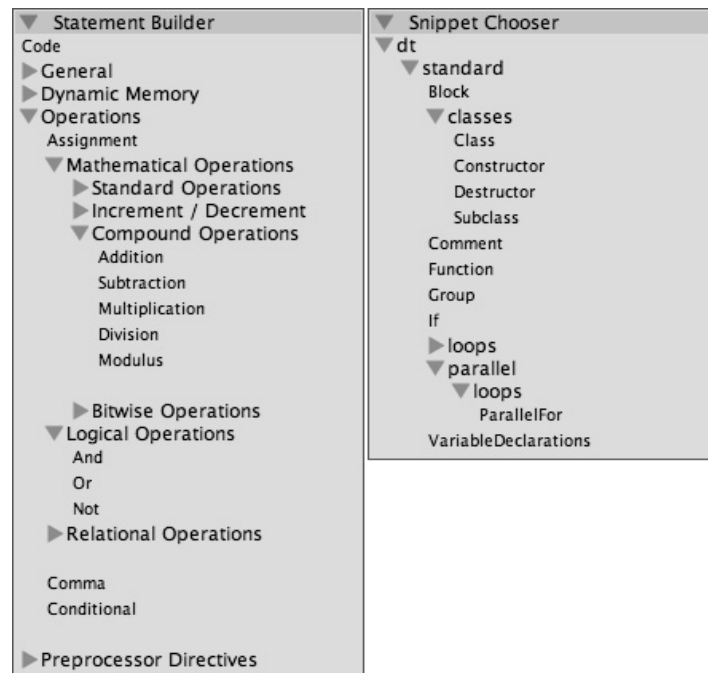 Statement Builder
Code
General
Dynamic Memory
Operations
Assignment
Mathematical Operations
Standard Operations
Increment / Decrement
Compound Operations
Addition
Subtraction
Multiplication
Division
Modulus
Bitwise Operations
Logical Operations
And
Or
Not
Relational Operations
Comma
Conditional
Preprocessor Directives
Snippet Chooser
dt
standard
Block
classes
Class
Constructor
Destructor
Subclass
Comment
Function
Group
If
loops
parallel
loops
ParallelFor
VariableDeclarations